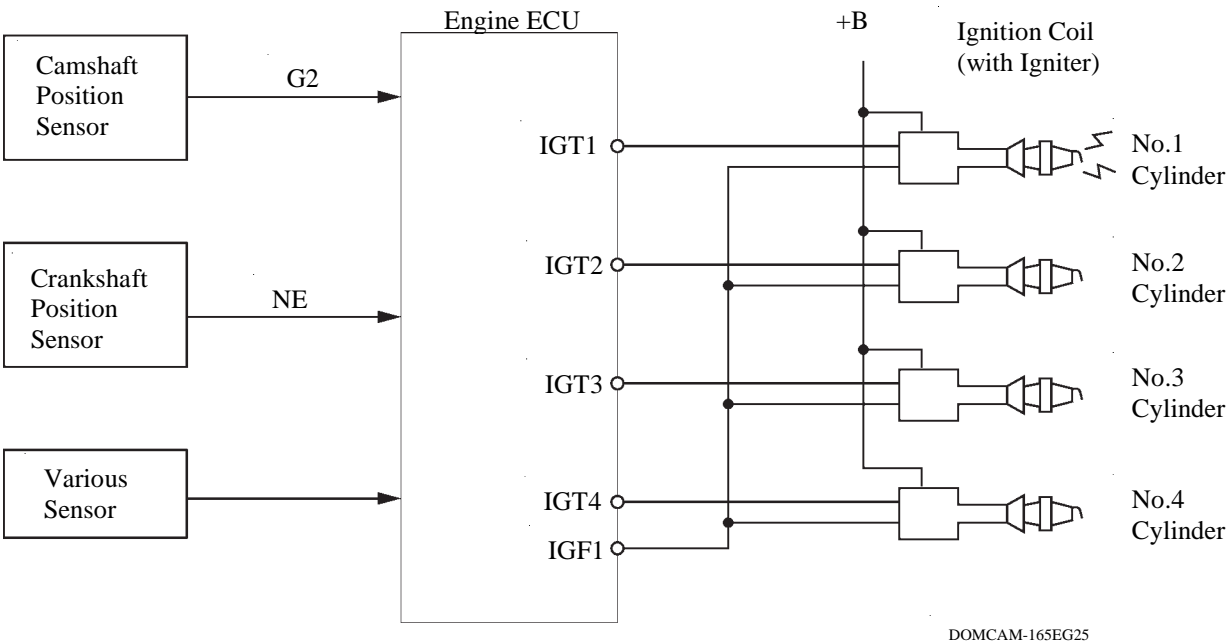 Engine ECU
+B
Ignition Coil
(with Igniter)
Camshaft
Position
Sensor
G2
IGT1
No.1
Cylinder
Crankshaft
Position
Sensor
NE
IGT2
No.2
Cylinder
IGT3
No.3
Cylinder
Various
Sensor
IGT4
No.4
Cylinder
IGF1
DOMCAM-165EG25